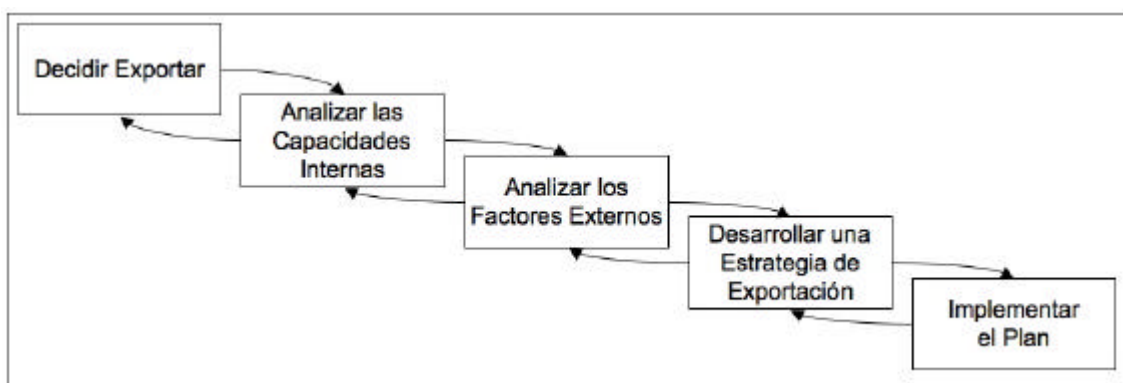 Decidir Exportar
Analizar las
Capacidades
Internas
Analizar los
Factores Externos
Desarrollar una
Estrategia de
Exportación
Implementar
el Plan